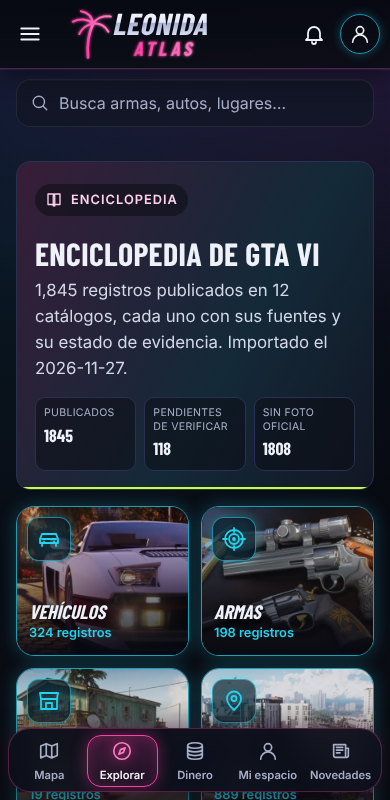 LEONIDA
ATLAS
Busca armas, autos, lugares...
ENCICLOPEDIA
ENCICLOPEDIA DE GTA VI
1,845 registros publicados en 12
catálogos, cada uno con sus fuentes y
su estado de evidencia. Importado el
2026-11-27.
PUBLICADOS
1845
PENDIENTES
DE VERIFICAR
118
SIN FOTO
OFICIAL
1808
VEHÍCULOS
324 registros
ARMAS
198 registros
Mapa
Explorar
Dinero
Mi espacio
Novedades
19 registros
889 registros